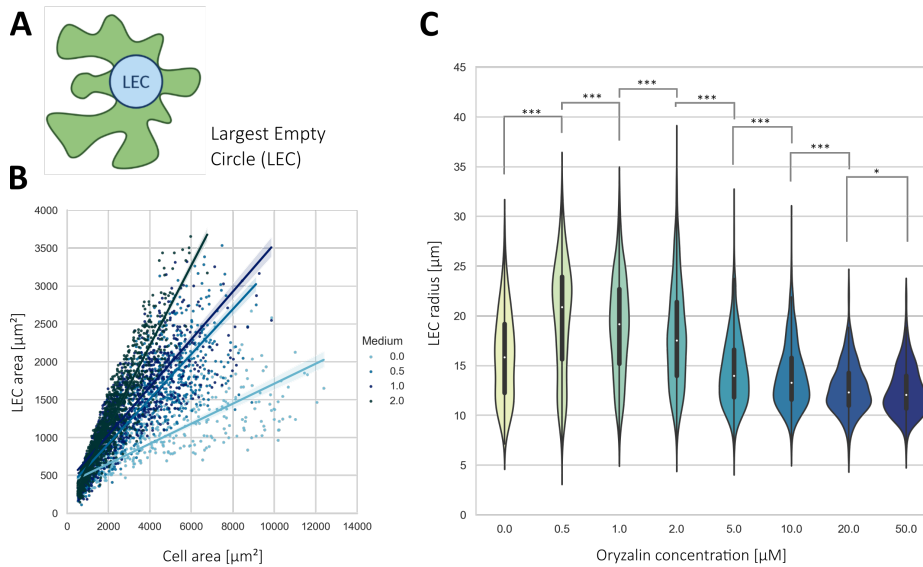 A
LEC
Largest Empty
Circle (LEC)
B
4000
3500
3000
2500
2000
1500
1000
500
0
LEC area [µm²]
0 2000 4000 6000 8000 10000 12000 14000
Cell area [µm²]
Medium
0.0
0.5
1.0
2.0
C
45
40
35
30
25
20
15
10
5
0
LEC radius [µm]
*** *** *** *** *** *** *
0.0 0.5 1.0 2.0 5.0 10.0 20.0 50.0
Oryzalin concentration [µM]